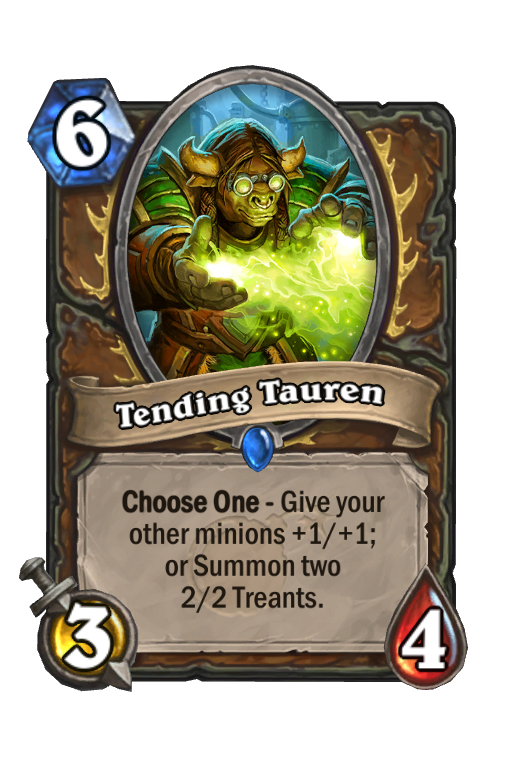 6
Tending Tauren
Choose One - Give your
other minions +1/+1;
or Summon two
2/2 Treants.
3
4